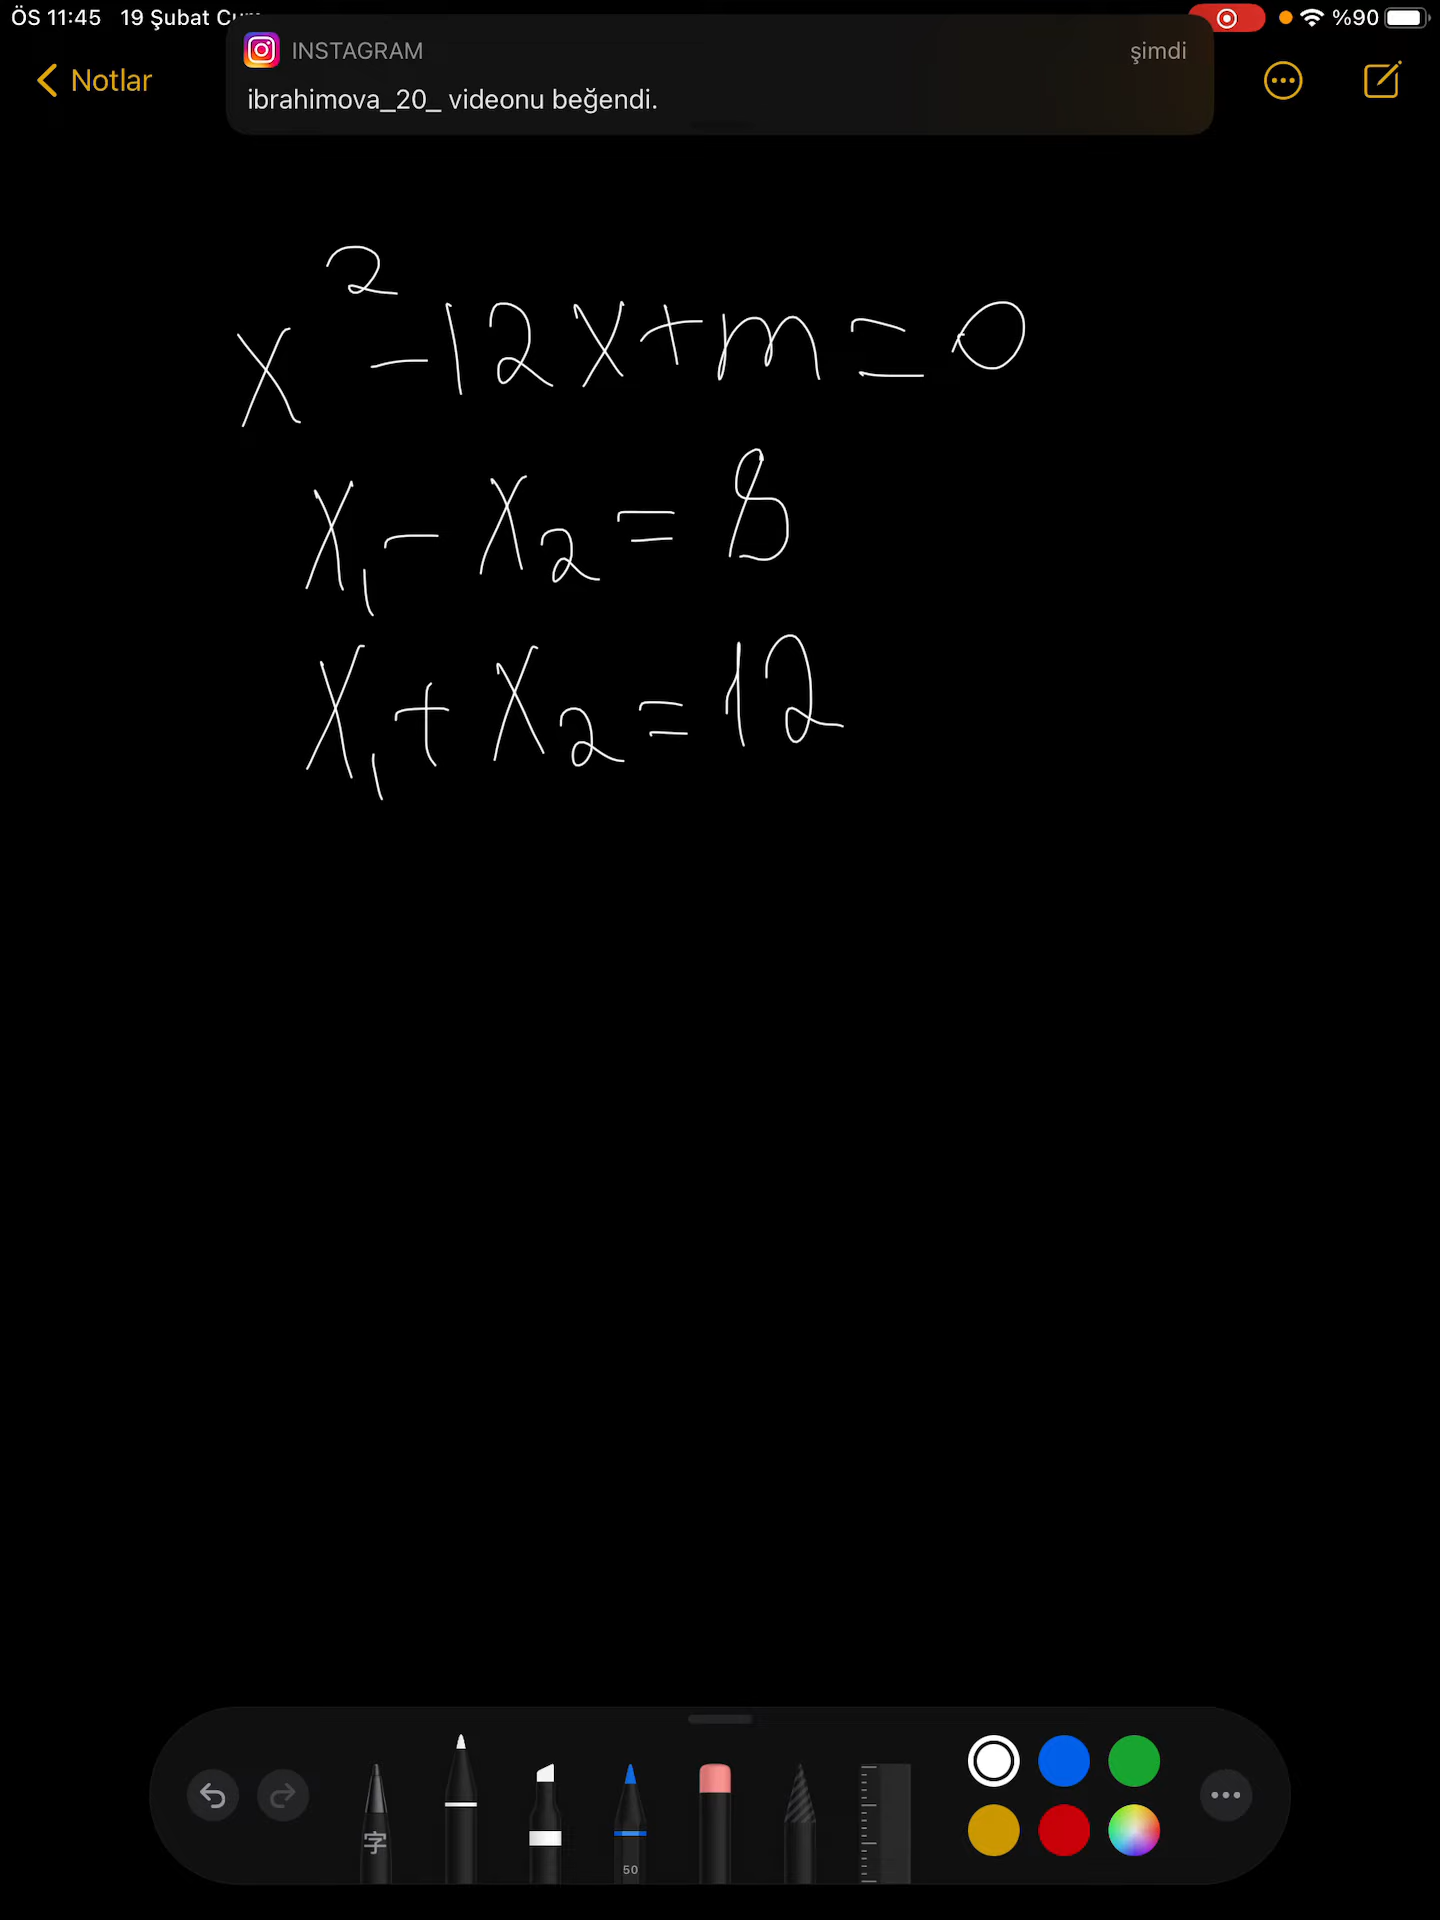 ÖS 11:45 19 Şubat %90
INSTAGRAM şimdi
Notlar
ibrahimova_20_ videonu beğendi.
x² -12x+m=0
x₁ - x₂ = 8
x₁ + x₂ = 12
字
50